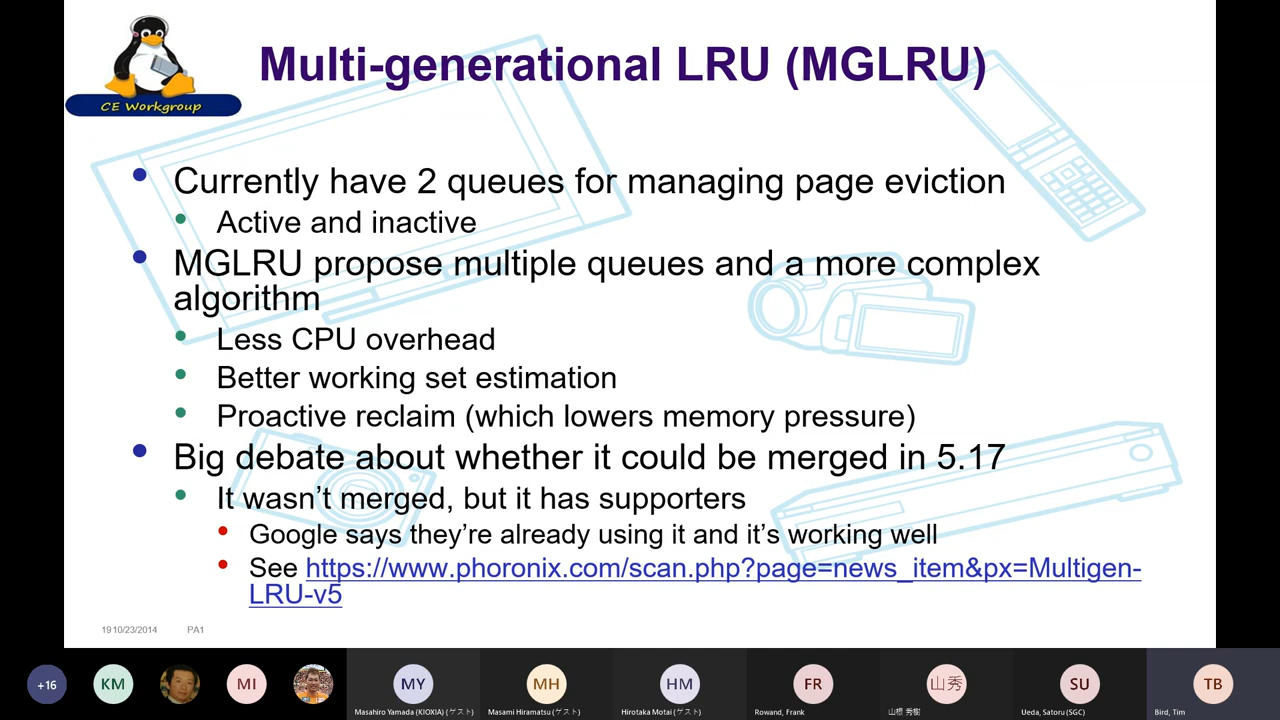 CE Workgroup
Multi-generational LRU (MGLRU)
Currently have 2 queues for managing page eviction
Active and inactive
MGLRU propose multiple queues and a more complex
algorithm
Less CPU overhead
Better working set estimation
Proactive reclaim (which lowers memory pressure)
Big debate about whether it could be merged in 5.17
It wasn't merged, but it has supporters
Google says they're already using it and it's working well
See https://www.phoronix.com/scan.php?page=news_item&px=Multigen-
LRU-v5
19 10/23/2014 PA1
+16 KM MI MY MH HM FR 山秀 SU TB
Masahiro Yamada (KIOXIA) (ゲスト) Masami Hiramatsu (ゲスト) Hirotaka Motai (ゲスト) Rowand, Frank 山根 秀樹 Ueda, Satoru (SGC) Bird, Tim